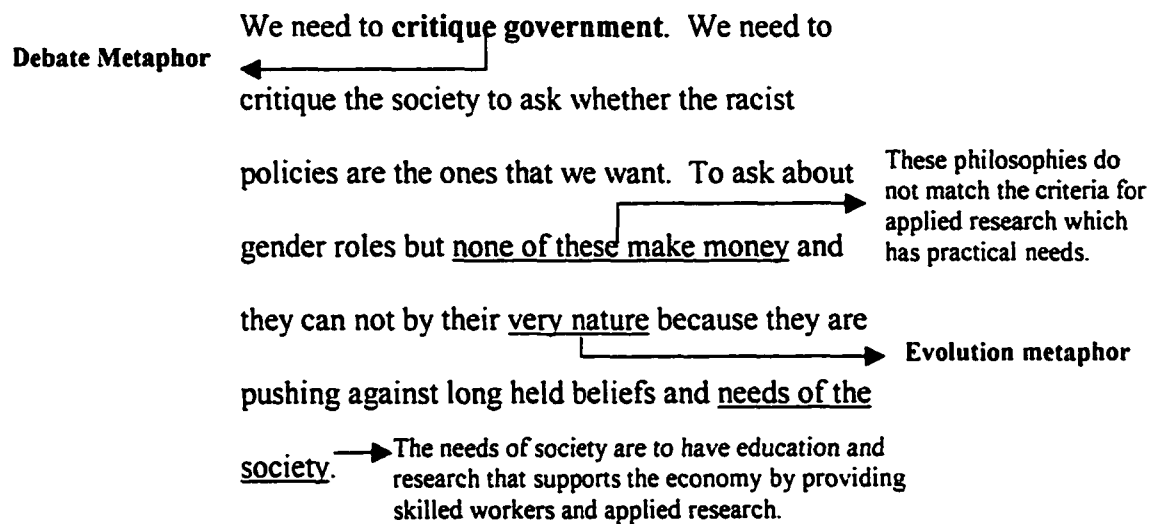 We need to critique government. We need to
Debate Metaphor
critique the society to ask whether the racist
policies are the ones that we want. To ask about
These philosophies do
not match the criteria for
applied research which
has practical needs.
gender roles but none of these make money and
they can not by their very nature because they are
Evolution metaphor
pushing against long held beliefs and needs of the
society.
The needs of society are to have education and
research that supports the economy by providing
skilled workers and applied research.